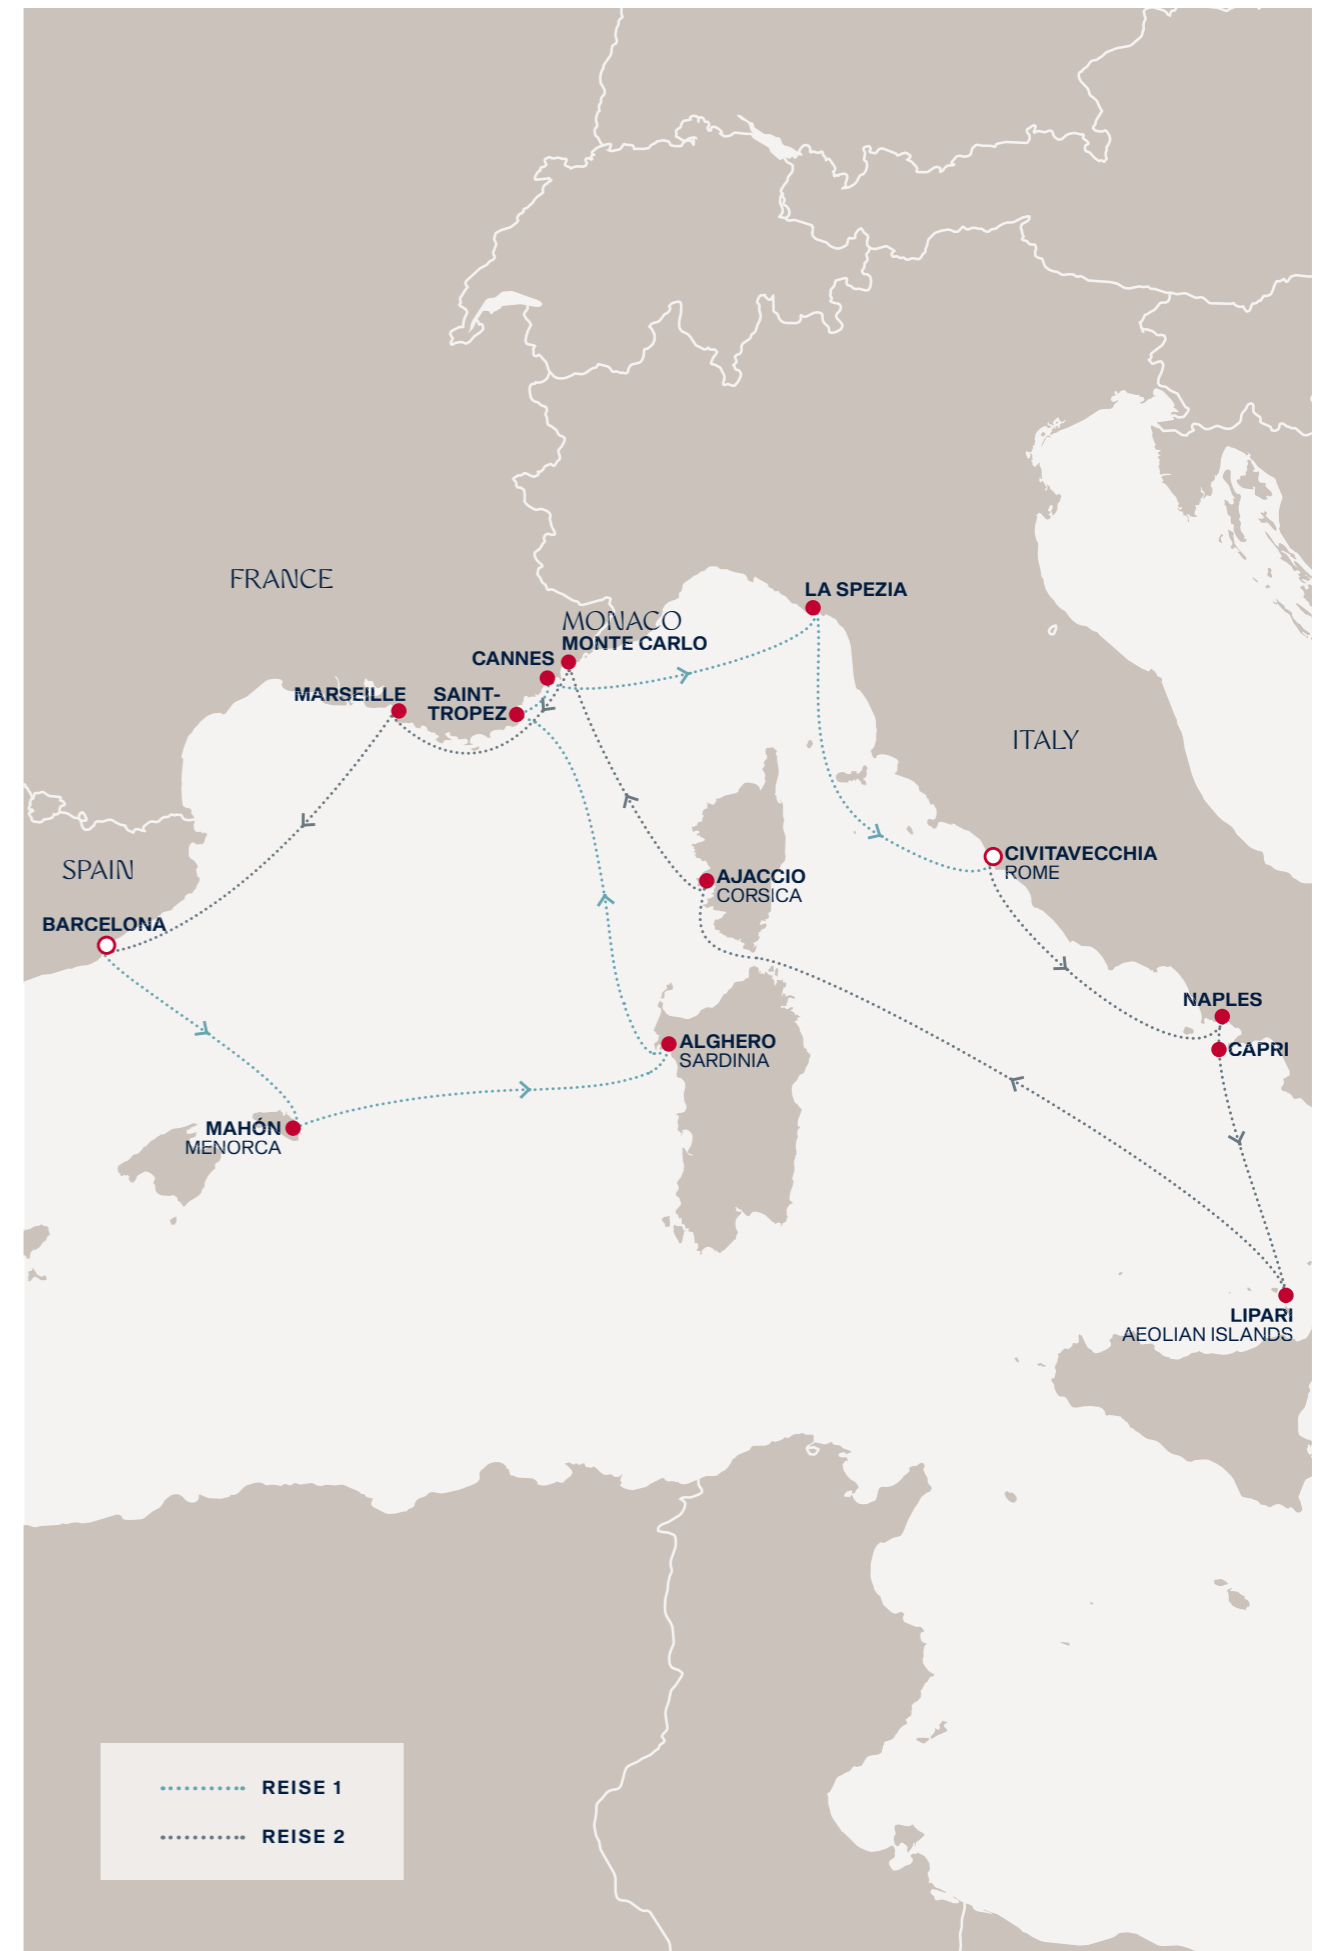 FRANCE
LA SPEZIA
MONACO
MONTE CARLO
CANNES
MARSEILLE
SAINT-
TROPEZ
ITALY
SPAIN
CIVITAVECCHIA
ROME
AJACCIO
CORSICA
BARCELONA
NAPLES
ALGHERO
SARDINIA
CAPRI
MAHÓN
MENORCA
LIPARI
AEOLIAN ISLANDS
REISE 1
REISE 2